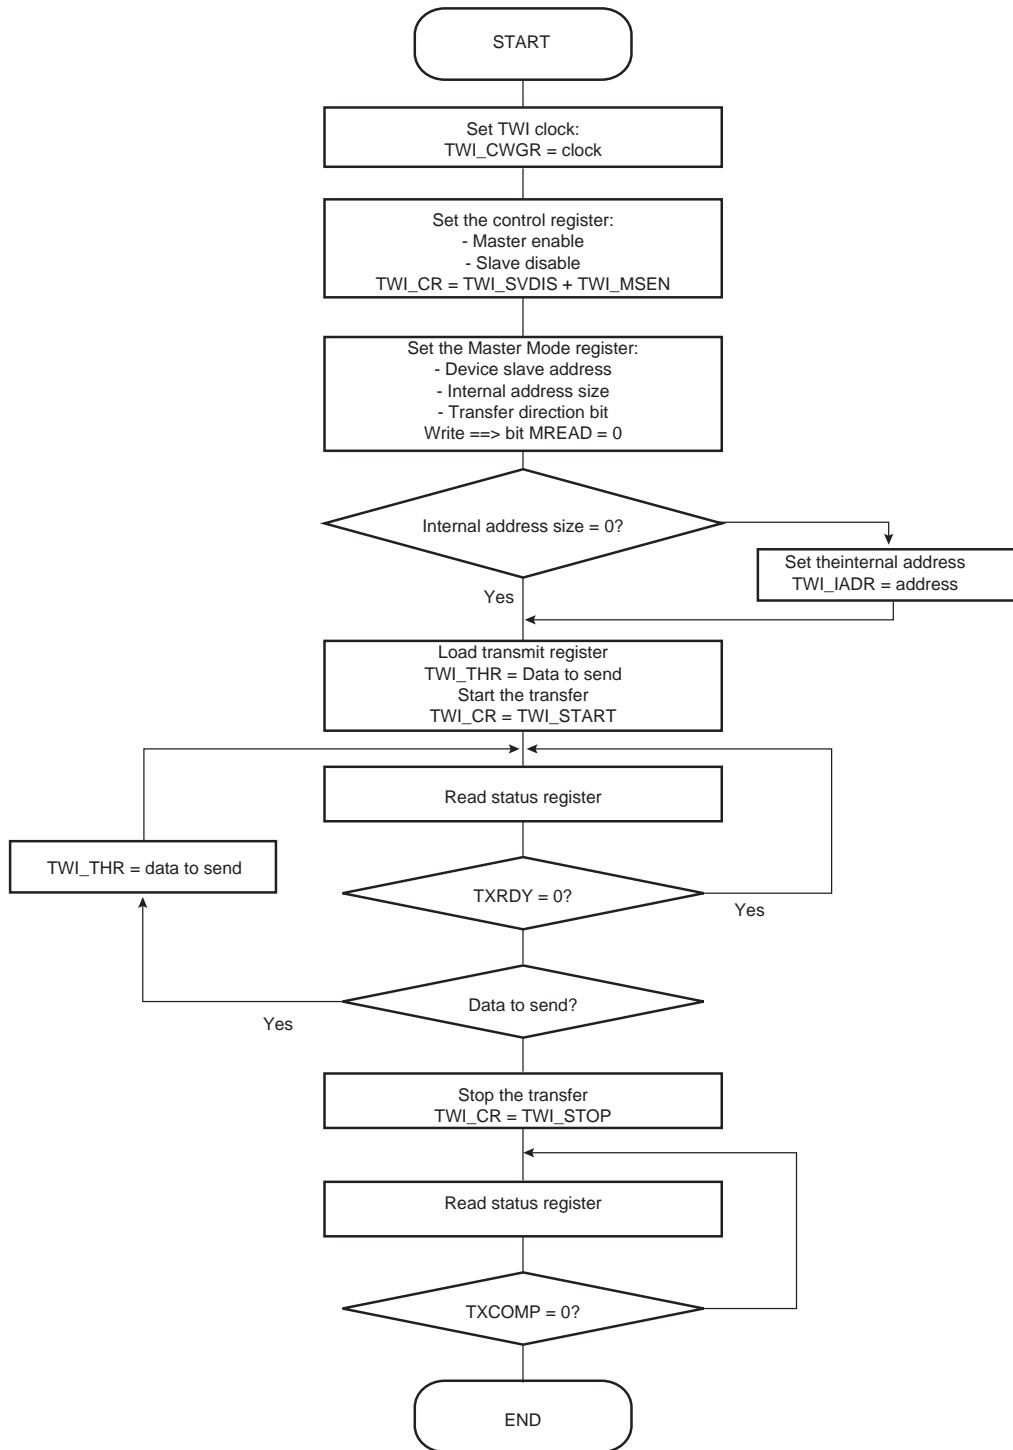 START
Set TWI clock:
TWI_CWGR = clock
Set the control register:
- Master enable
- Slave disable
TWI_CR = TWI_SVDIS + TWI_MSEN
Set the Master Mode register:
- Device slave address
- Internal address size
- Transfer direction bit
Write ==> bit MREAD = 0
Internal address size = 0?
Set theinternal address
TWI_IADR = address
Yes
Load transmit register
TWI_THR = Data to send
Start the transfer
TWI_CR = TWI_START
Read status register
TWI_THR = data to send
TXRDY = 0?
Yes
Data to send?
Yes
Stop the transfer
TWI_CR = TWI_STOP
Read status register
TXCOMP = 0?
END